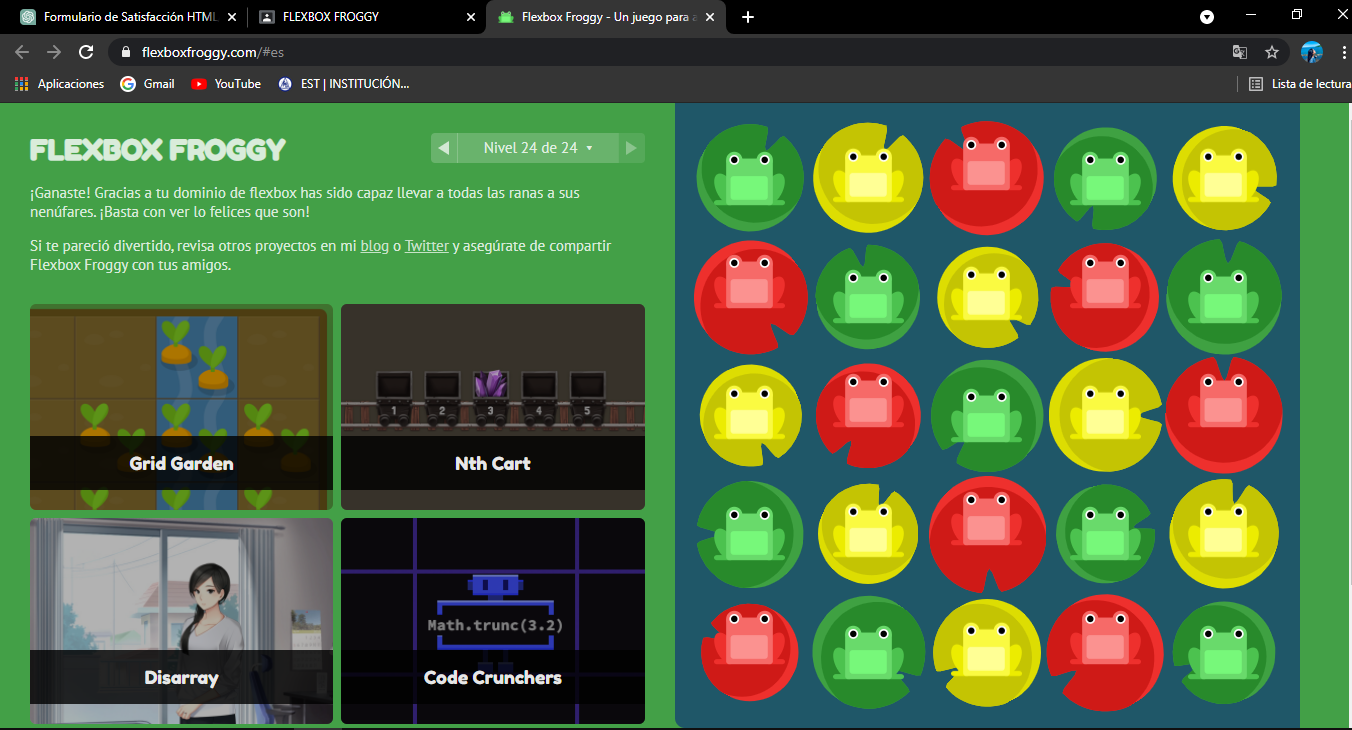 Formulario de Satisfacción HTML
FLEXBOX FROGGY
Flexbox Froggy - Un juego para a
flexboxfroggy.com/#es
Aplicaciones
Gmail
YouTube
EST | INSTITUCIÓN...
Lista de lectura
FLEXBOX FROGGY
Nivel 24 de 24
¡Ganaste! Gracias a tu dominio de flexbox has sido capaz llevar a todas las ranas a sus
nenúfares. ¡Basta con ver lo felices que son!
Si te pareció divertido, revisa otros proyectos en mi blog o Twitter y asegúrate de compartir
Flexbox Froggy con tus amigos.
Grid Garden
1 2 3 4 5
Nth Cart
Disarray
Math.trunc(3.2)
Code Crunchers